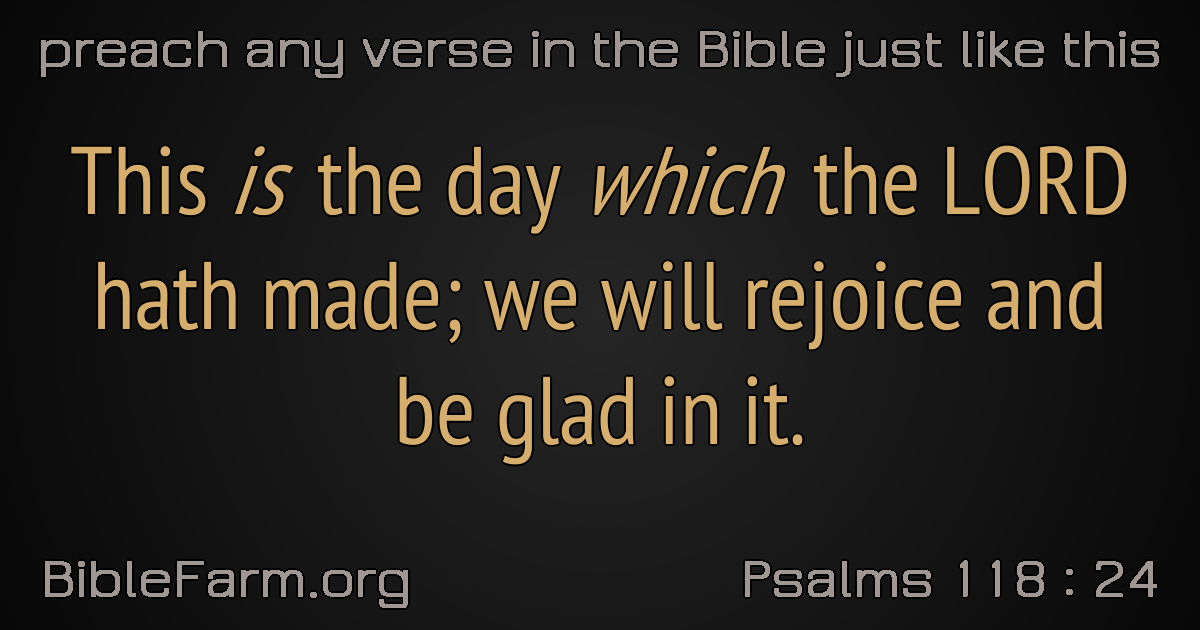 preach any verse in the Bible just like this
This is the day which the LORD
hath made; we will rejoice and
be glad in it.
BibleFarm.org
Psalms 118 : 24